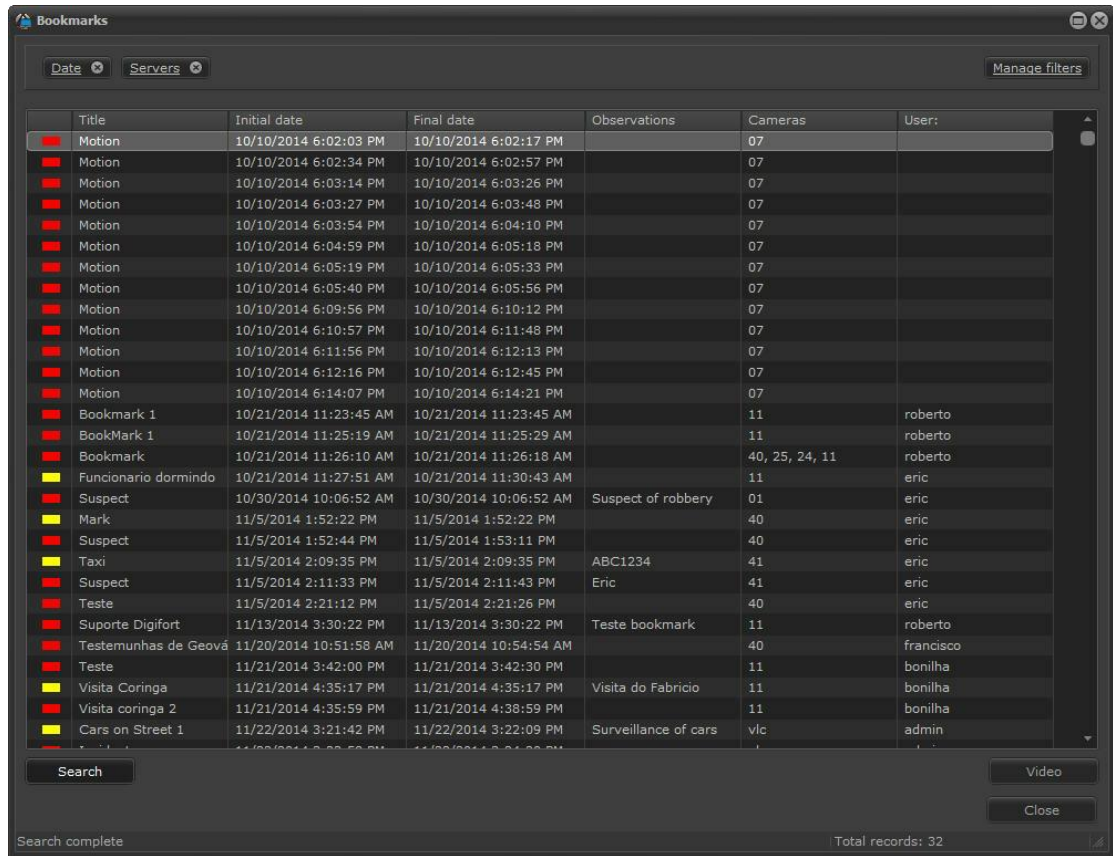 Bookmarks
Date Servers Manage filters
Title Initial date Final date Observations Cameras User:
Motion 10/10/2014 6:02:03 PM 10/10/2014 6:02:17 PM 07
Motion 10/10/2014 6:02:34 PM 10/10/2014 6:02:57 PM 07
Motion 10/10/2014 6:03:14 PM 10/10/2014 6:03:26 PM 07
Motion 10/10/2014 6:03:27 PM 10/10/2014 6:03:48 PM 07
Motion 10/10/2014 6:03:54 PM 10/10/2014 6:04:10 PM 07
Motion 10/10/2014 6:04:59 PM 10/10/2014 6:05:18 PM 07
Motion 10/10/2014 6:05:19 PM 10/10/2014 6:05:33 PM 07
Motion 10/10/2014 6:05:40 PM 10/10/2014 6:05:56 PM 07
Motion 10/10/2014 6:09:56 PM 10/10/2014 6:10:12 PM 07
Motion 10/10/2014 6:10:57 PM 10/10/2014 6:11:48 PM 07
Motion 10/10/2014 6:11:56 PM 10/10/2014 6:12:13 PM 07
Motion 10/10/2014 6:12:16 PM 10/10/2014 6:12:45 PM 07
Motion 10/10/2014 6:14:07 PM 10/10/2014 6:14:21 PM 07
Bookmark 1 10/21/2014 11:23:45 AM 10/21/2014 11:23:45 AM 11 roberto
BookMark 1 10/21/2014 11:25:19 AM 10/21/2014 11:25:29 AM 11 roberto
Bookmark 10/21/2014 11:26:10 AM 10/21/2014 11:26:18 AM 40, 25, 24, 11 roberto
Funcionario dormindo 10/21/2014 11:27:51 AM 10/21/2014 11:30:43 AM 11 eric
Suspect 10/30/2014 10:06:52 AM 10/30/2014 10:06:52 AM Suspect of robbery 01 eric
Mark 11/5/2014 1:52:22 PM 11/5/2014 1:52:22 PM 40 eric
Suspect 11/5/2014 1:52:44 PM 11/5/2014 1:53:11 PM 40 eric
Taxi 11/5/2014 2:09:35 PM 11/5/2014 2:09:35 PM ABC1234 41 eric
Suspect 11/5/2014 2:11:33 PM 11/5/2014 2:11:43 PM Eric 41 eric
Teste 11/5/2014 2:21:12 PM 11/5/2014 2:21:26 PM 40 eric
Suporte Digifort 11/13/2014 3:30:22 PM 11/13/2014 3:30:22 PM Teste bookmark 11 roberto
Testemunhas de Geová 11/20/2014 10:51:58 AM 11/20/2014 10:54:54 AM 40 francisco
Teste 11/21/2014 3:42:00 PM 11/21/2014 3:42:30 PM 11 bonilha
Visita Coringa 11/21/2014 4:35:17 PM 11/21/2014 4:35:17 PM Visita do Fabricio 11 bonilha
Visita coringa 2 11/21/2014 4:35:59 PM 11/21/2014 4:38:59 PM 11 bonilha
Cars on Street 1 11/22/2014 3:21:42 PM 11/22/2014 3:22:09 PM Surveillance of cars vlc admin
Search Video
Close
Search complete Total records: 32